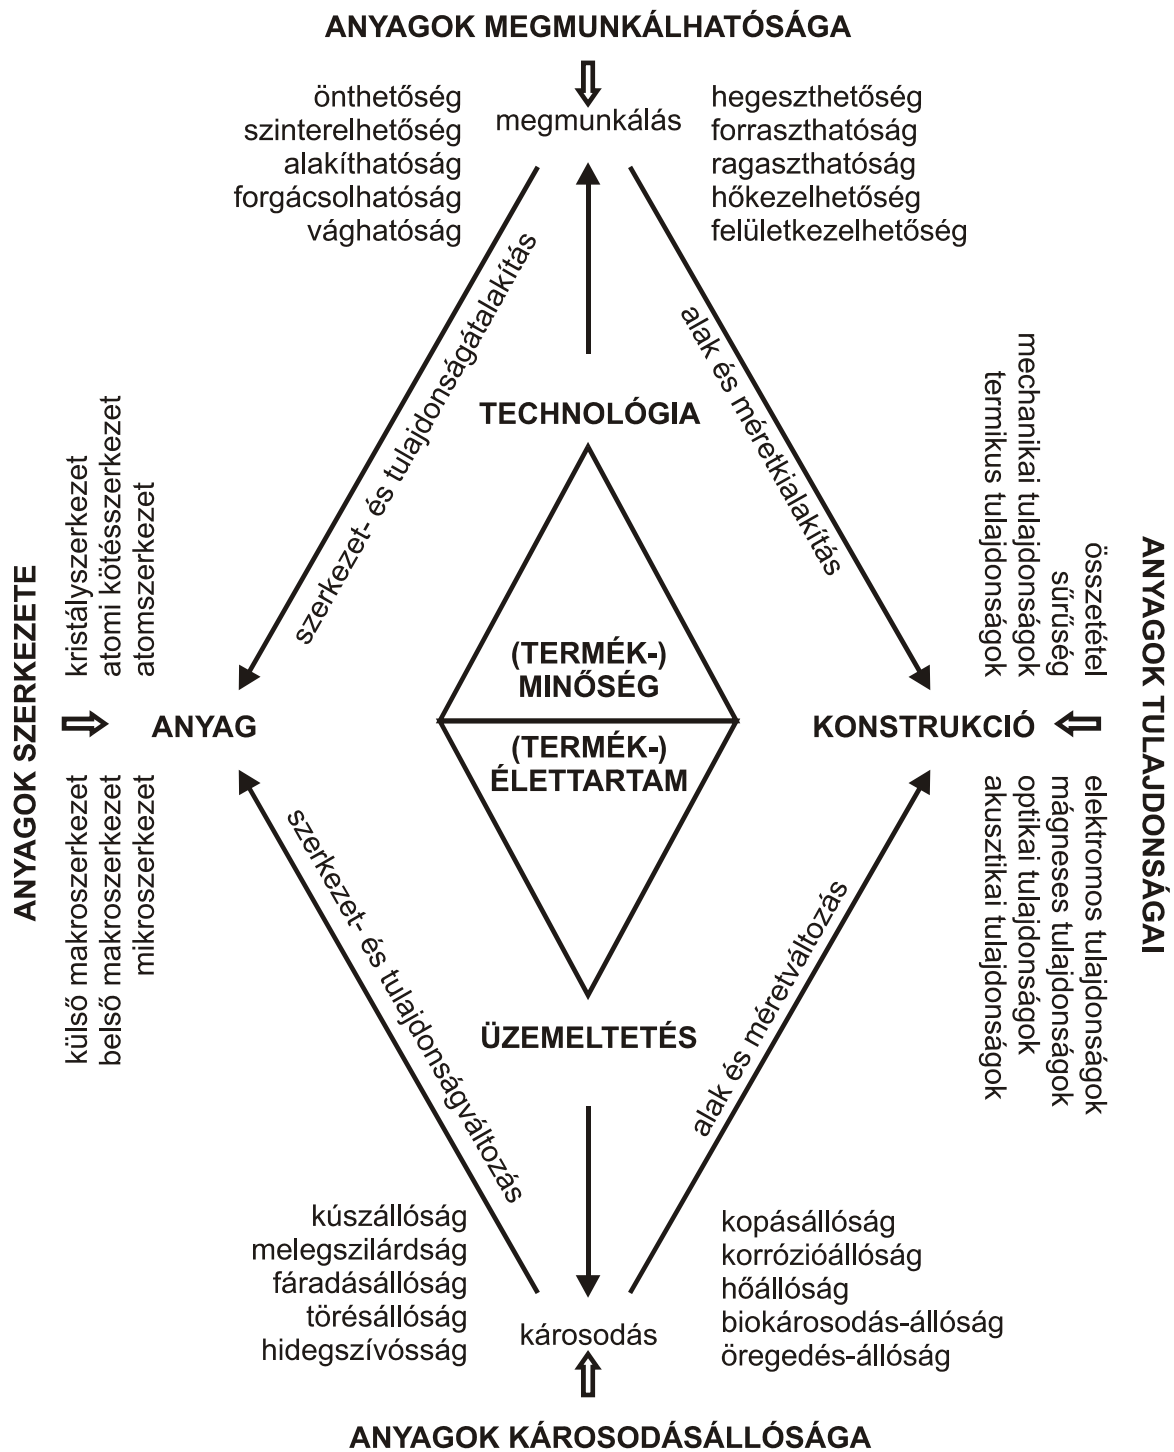 ANYAGOK MEGMUNKÁLHATÓSÁGA
önthetőség
szinterelhetőség
alakíthatóság
forgácsolhatóság
vághatóság
megmunkálás
hegeszthetőség
forraszthatóság
ragaszthatóság
hőkezelhetőség
felületkezelhetőség
szerkezet- és tulajdonságátalakítás
alak és méretkialakítás
TECHNOLÓGIA
ANYAGOK SZERKEZETE
kristályszerkezet
atomi kötésszerkezet
atomszerkezet
külső makroszerkezet
belső makroszerkezet
mikroszerkezet
ANYAG
(TERMÉK-)
MINŐSÉG
(TERMÉK-)
ÉLETTARTAM
KONSTRUKCIÓ
ANYAGOK TULAJDONSÁGAI
összetétel
sűrűség
mechanikai tulajdonságok
termikus tulajdonságok
elektromos tulajdonságok
mágneses tulajdonságok
optikai tulajdonságok
akusztikai tulajdonságok
szerkezet- és tulajdonságváltozás
alak és méretváltozás
ÜZEMELTETÉS
kúszállóság
melegszilárdság
fáradásállóság
törésállóság
hidegszívósság
károsodás
kopásállóság
korrózióállóság
hőállóság
biokárosodás-állóság
öregedés-állóság
ANYAGOK KÁROSODÁSÁLLÓSÁGA